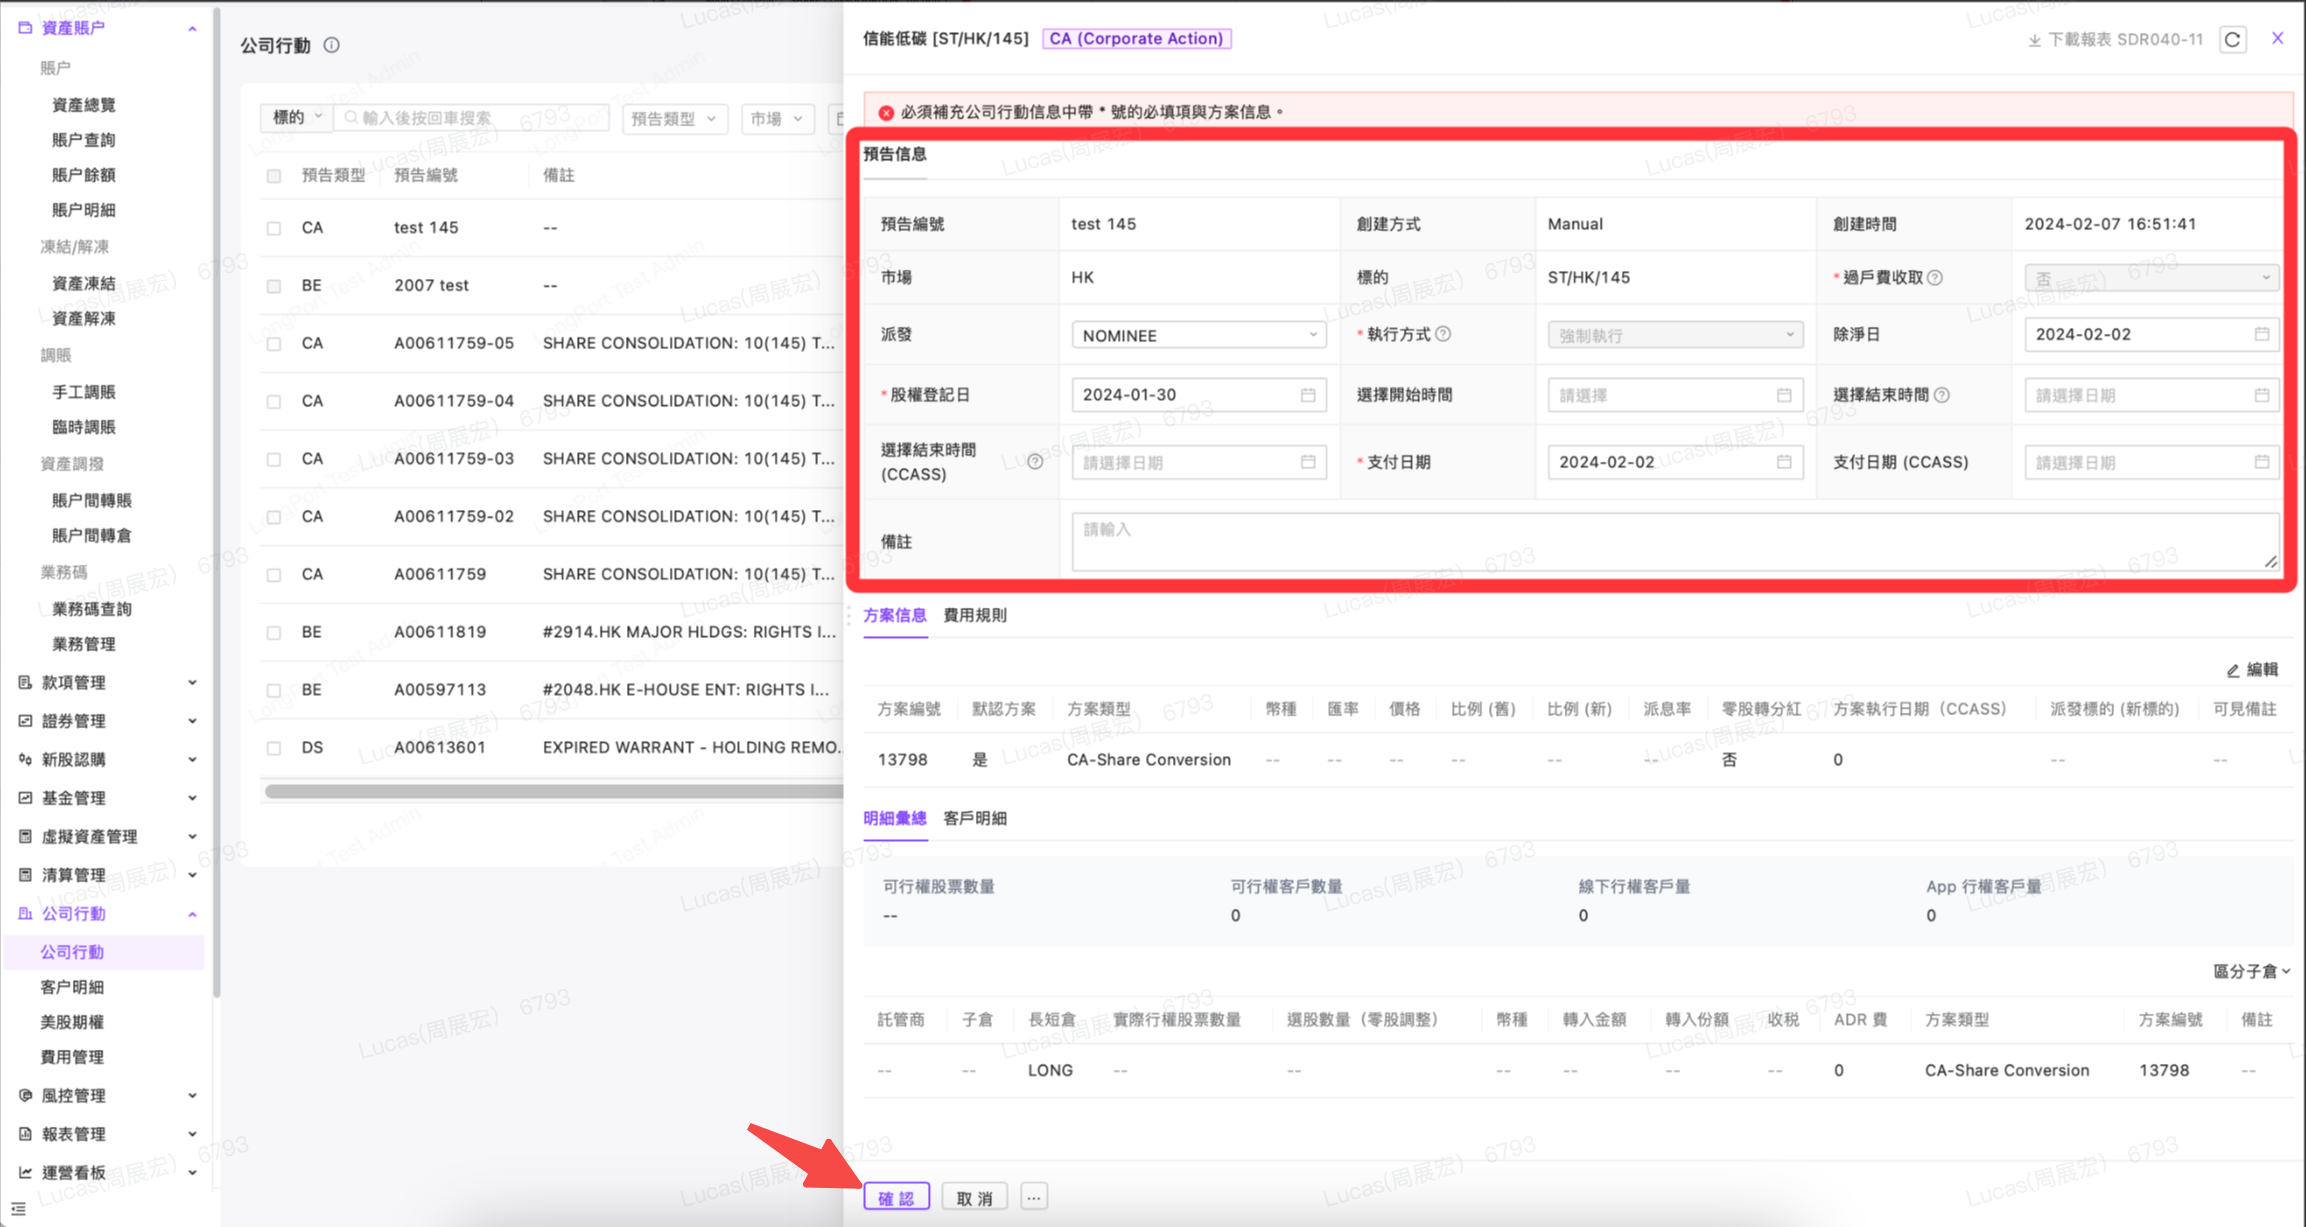 資產賬户
賬户
資產總覽
賬户查詢
賬户餘額
賬户明細
凍結/解凍
資產凍結
資產解凍
調賬
手工調賬
臨時調賬
資產調撥
賬户間轉賬
賬户間轉倉
業務碼
業務碼查詢
業務管理
款項管理
證券管理
新股認購
基金管理
虛擬資產管理
清算管理
公司行動
公司行動
客户明細
美股期權
費用管理
風控管理
報表管理
運營看板
公司行動
標的 輸入後按回車搜索 預告類型 市場
預告類型 預告編號 備註
CA test 145 --
BE 2007 test --
CA A00611759-05 SHARE CONSOLIDATION: 10(145) T...
CA A00611759-04 SHARE CONSOLIDATION: 10(145) T...
CA A00611759-03 SHARE CONSOLIDATION: 10(145) T...
CA A00611759-02 SHARE CONSOLIDATION: 10(145) T...
CA A00611759 SHARE CONSOLIDATION: 10(145) T...
BE A00611819 #2914.HK MAJOR HLDGS: RIGHTS I...
BE A00597113 #2048.HK E-HOUSE ENT: RIGHTS I...
DS A00613601 EXPIRED WARRANT - HOLDING REMO...
信能低碳 [ST/HK/145] CA (Corporate Action) 下載報表 SDR040-11
必須補充公司行動信息中帶 * 號的必填項與方案信息。
預告信息
預告編號 test 145 創建方式 Manual 創建時間 2024-02-07 16:51:41
市場 HK 標的 ST/HK/145 * 過戶費收取 否
派發 NOMINEE * 執行方式 強制執行 除淨日 2024-02-02
* 股權登記日 2024-01-30 選擇開始時間 請選擇 選擇結束時間 請選擇日期
選擇結束時間 (CCASS) 請選擇日期 * 支付日期 2024-02-02 支付日期 (CCASS) 請選擇日期
備註 請輸入
方案信息 費用規則
編輯
方案編號 默認方案 方案類型 幣種 匯率 價格 比例 (舊) 比例 (新) 派息率 零股轉分紅 方案執行日期（CCASS） 派發標的 (新標的) 可見備註
13798 是 CA-Share Conversion -- -- -- -- -- -- 否 0 -- --
明細彙總 客戶明細
可行權股票數量 可行權客戶數量 線下行權客戶量 App 行權客戶量
-- 0 0 0
區分子倉
託管商 子倉 長短倉 實際行權股票數量 選股數量（零股調整） 幣種 轉入金額 轉入份額 收税 ADR 費 方案類型 方案編號 備註
-- -- LONG -- -- -- -- -- -- 0 CA-Share Conversion 13798 --
確 認 取 消 ...
Lucas(周展宏) 6793
LongPort Test Admin